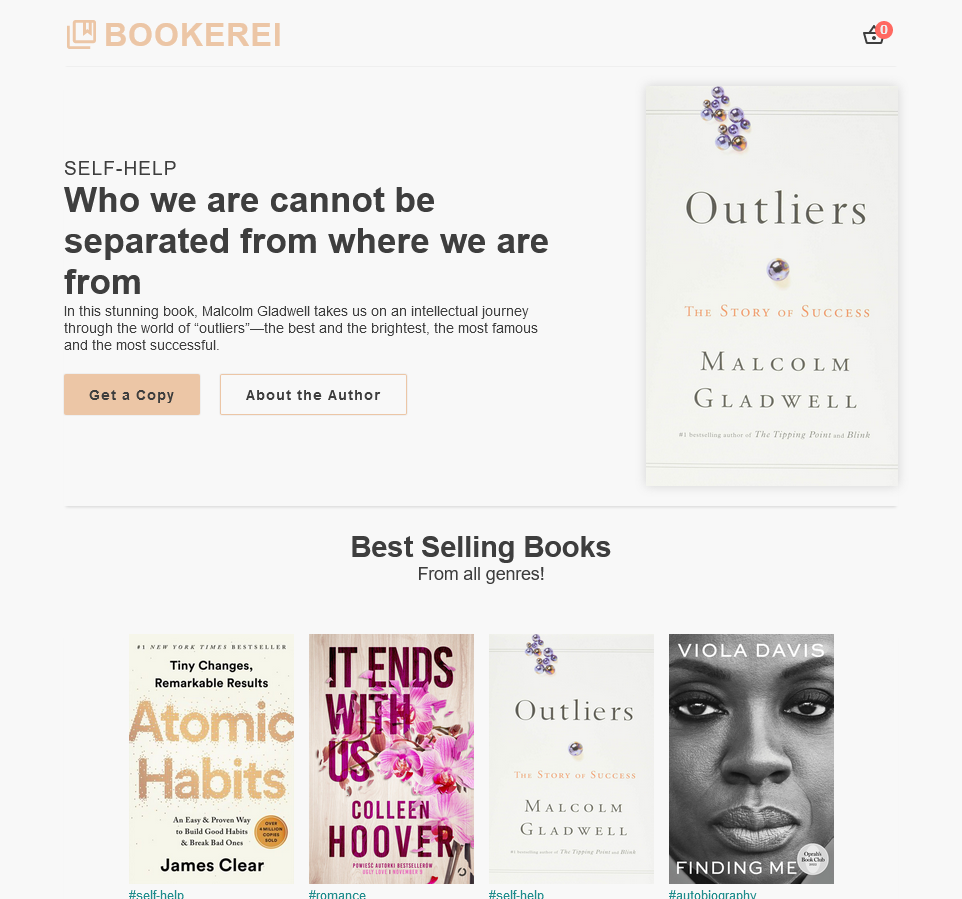 BOOKEREI
0
SELF-HELP
Who we are cannot be
separated from where we are
from
In this stunning book, Malcolm Gladwell takes us on an intellectual journey
through the world of “outliers”—the best and the brightest, the most famous
and the most successful.
Get a Copy
About the Author
Outliers
THE STORY OF SUCCESS
MALCOLM
GLADWELL
#1 bestselling author of The Tipping Point and Blink
Best Selling Books
From all genres!
#1 NEW YORK TIMES BESTSELLER
Tiny Changes,
Remarkable Results
Atomic
Habits
An Easy & Proven Way
to Build Good Habits
& Break Bad Ones
OVER
4 MILLION
COPIES
SOLD
James Clear
#self-help
IT ENDS
WITH
US
COLLEEN
HOOVER
POWIEŚĆ AUTORKI BESTSELLERÓW
UGLY LOVE I NOVEMBER 9
#romance
Outliers
THE STORY OF SUCCESS
MALCOLM
GLADWELL
#1 bestselling author of The Tipping Point and Blink
#self-help
VIOLA DAVIS
FINDING ME
Oprah's
Book Club
#autobiography